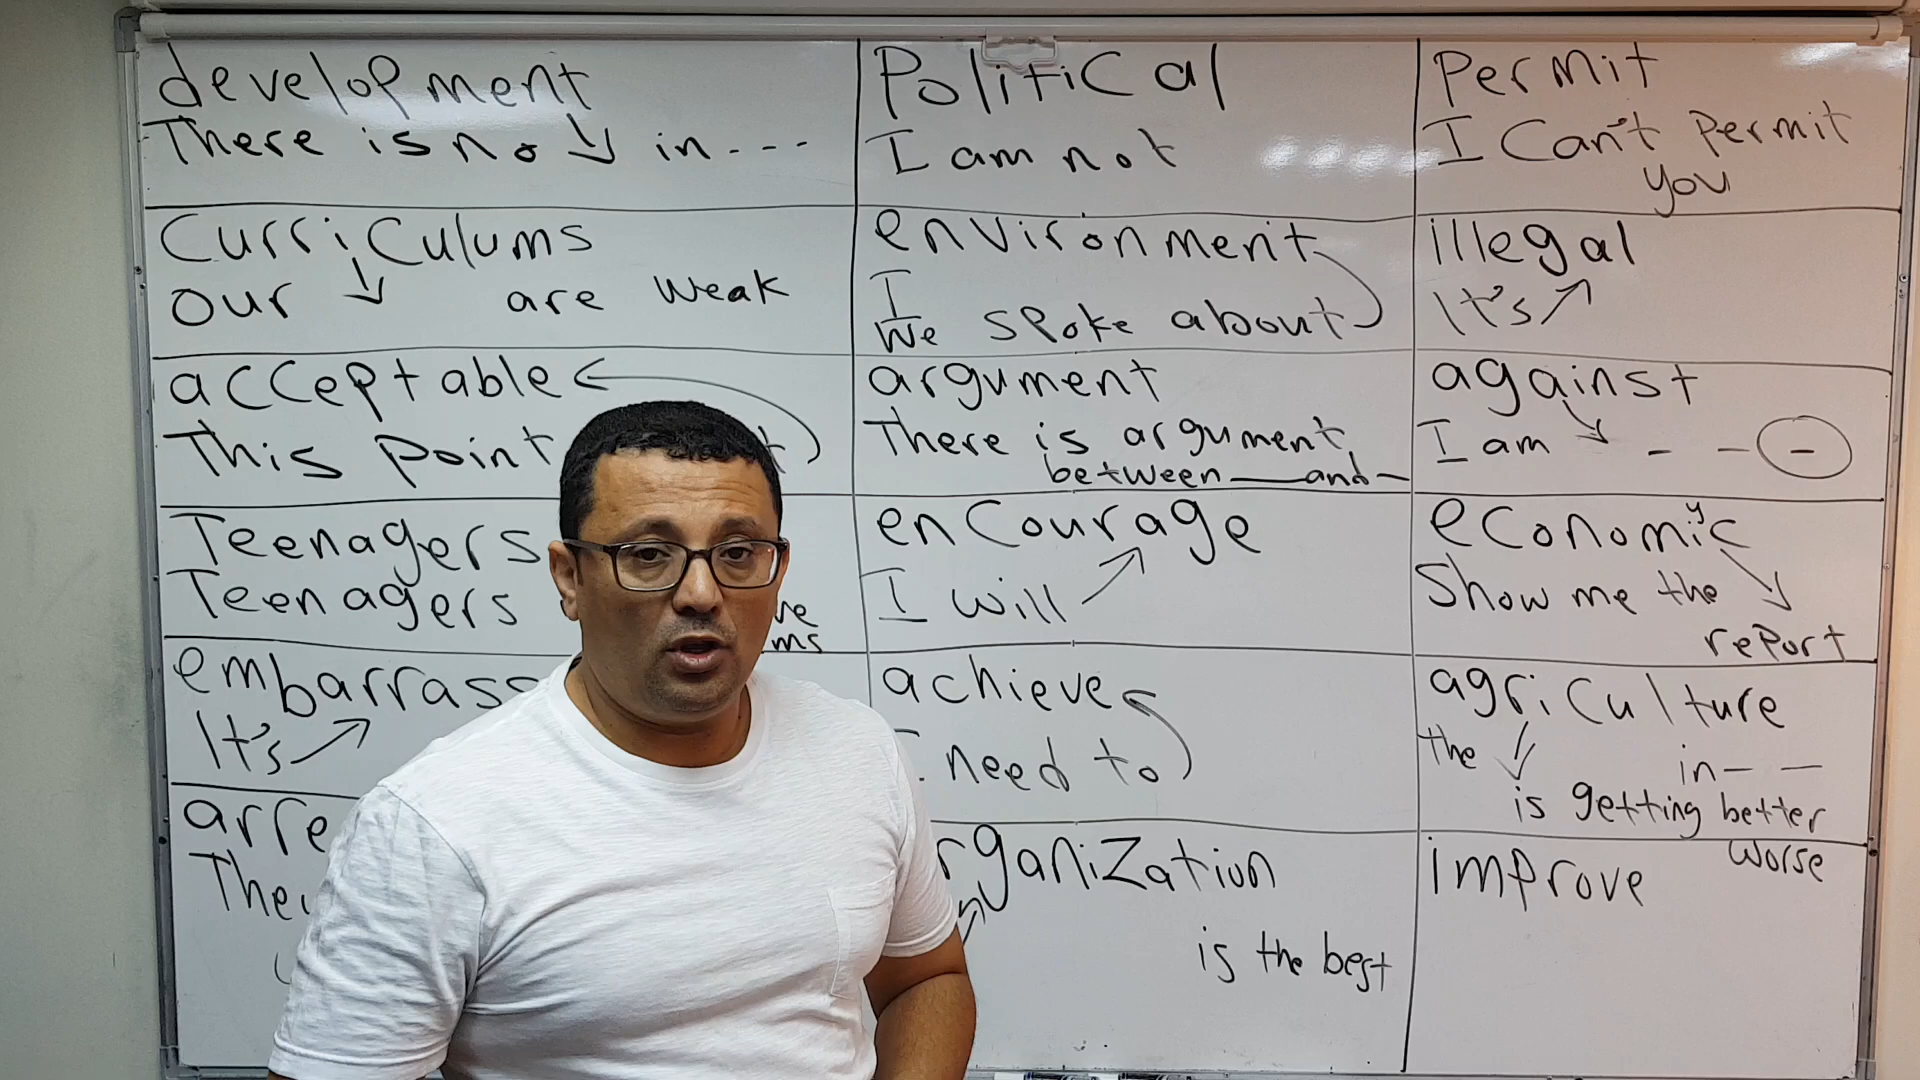 development
There is no ↓ in ---
Curriculums
our ↓ are weak
acceptable
This point
Teenagers
Teenagers
embarrass
It's ↗
Political
I am not
environment
I
We spoke about
argument
There is argument
between ___ and -
encourage
I will ↗
achieve
I need to
rganization
is the best
Permit
I Can't Permit
you
illegal
It's ↗
against
I am ↘ - - -
economic
y
Show me the ↘
report
agriculture
the ↓ in - -
is getting better
worse
improve